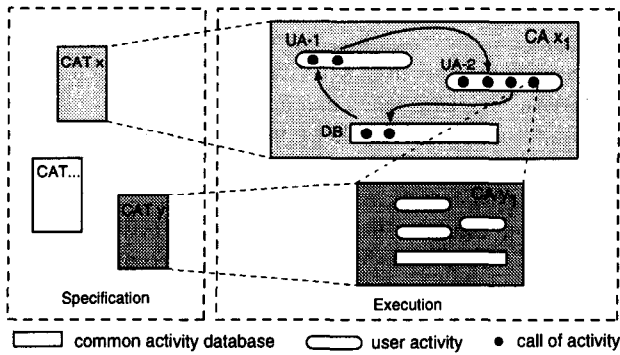 CAT x
CAT...
CAT y
Specification
CA x1
UA-1
UA-2
DB
CA y1
Execution
common activity database
user activity
call of activity